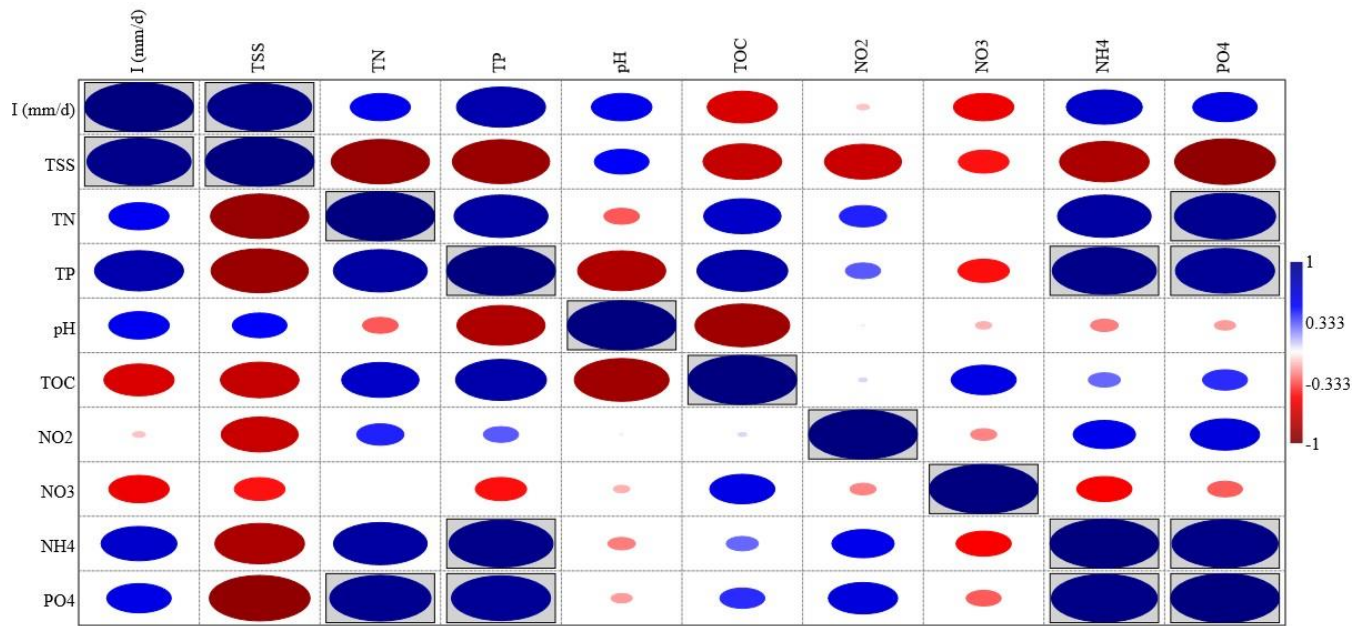 I (mm/d)
TSS
TN
TP
pH
TOC
NO2
NO3
NH4
PO4
I (mm/d)
TSS
TN
TP
pH
TOC
NO2
NO3
NH4
PO4
1
0.333
-0.333
-1